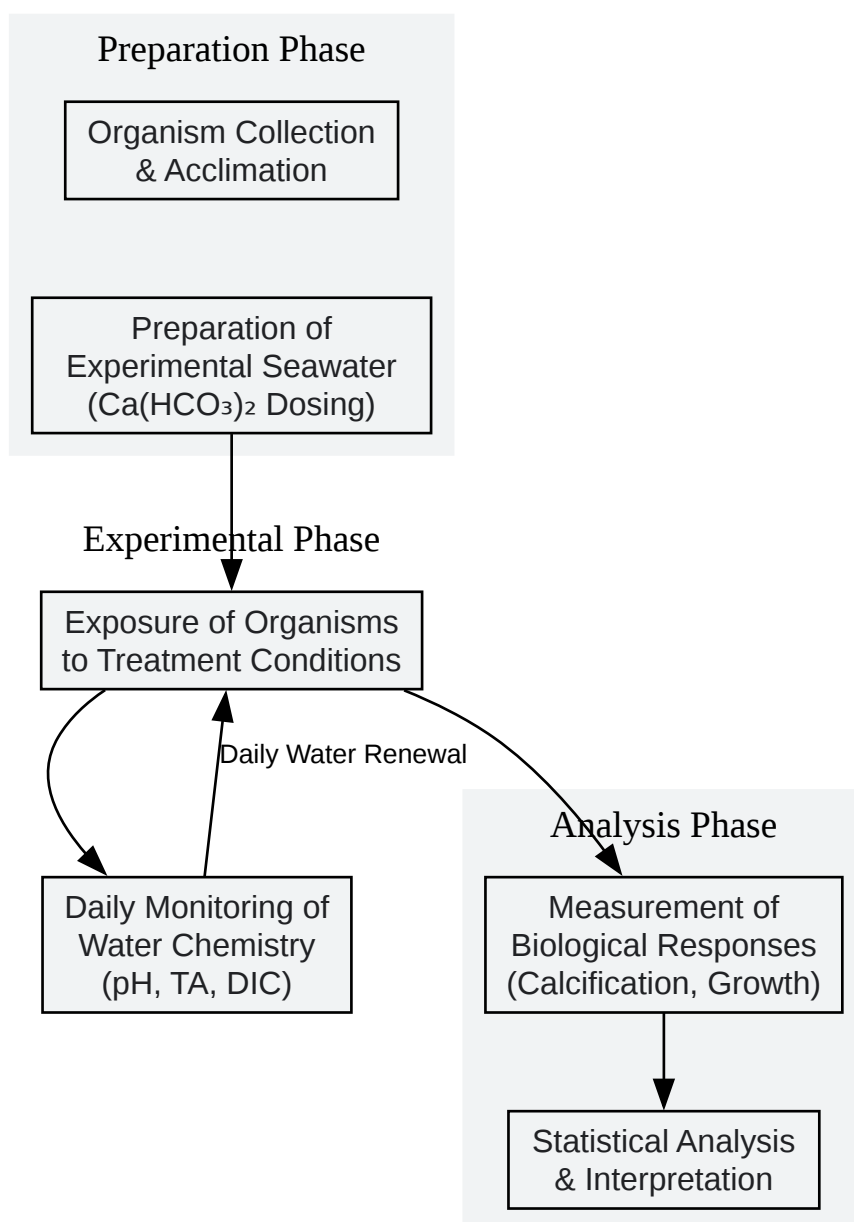 Preparation Phase
Organism Collection
& Acclimation
Preparation of
Experimental Seawater
(Ca(HCO₃)₂ Dosing)
Experimental Phase
Exposure of Organisms
to Treatment Conditions
Daily Water Renewal
Analysis Phase
Daily Monitoring of
Water Chemistry
(pH, TA, DIC)
Measurement of
Biological Responses
(Calcification, Growth)
Statistical Analysis
& Interpretation